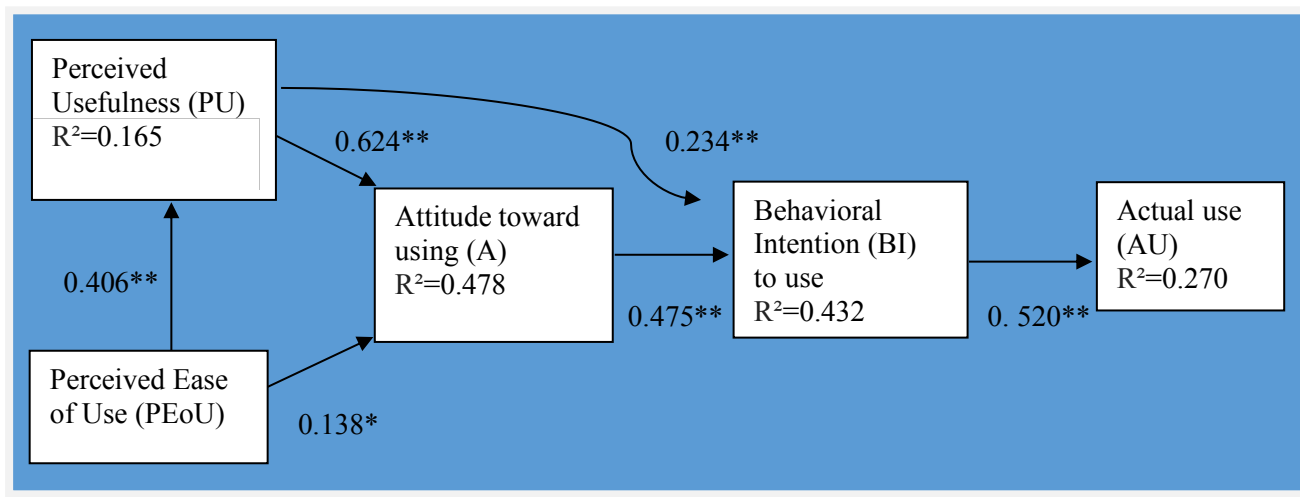 Perceived
Usefulness (PU)
R²=0.165
0.624**
0.234**
Attitude toward
using (A)
R²=0.478
Behavioral
Intention (BI)
to use
R²=0.432
Actual use
(AU)
R²=0.270
0.406**
0.475**
0. 520**
Perceived Ease
of Use (PEoU)
0.138*